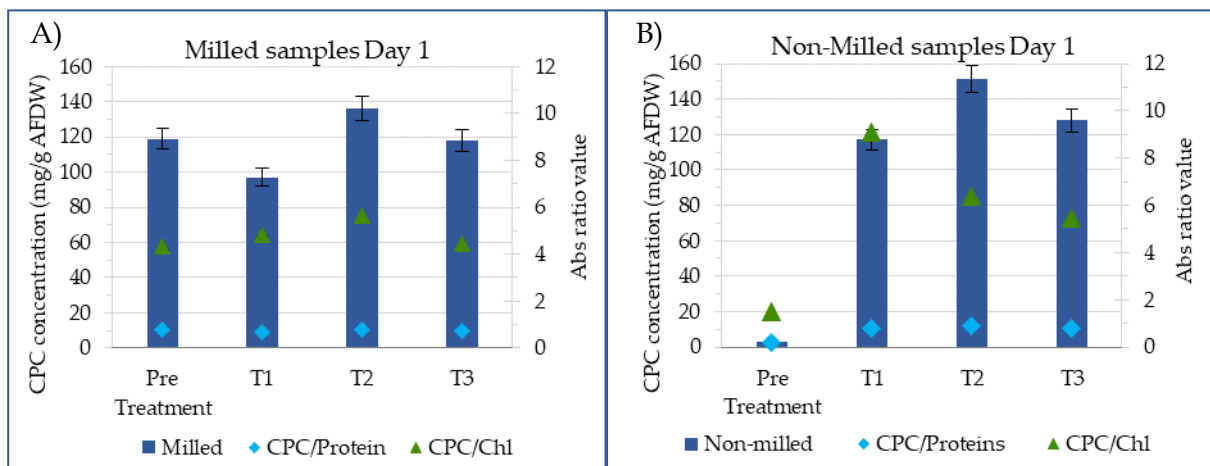 A)
Milled samples Day 1
CPC concentration (mg/g AFDW)
160
140
120
100
80
60
40
20
0
12
10
8
6
4
2
0
Abs ratio value
Pre
Treatment
T1
T2
T3
Milled
CPC/Protein
CPC/Chl
B)
Non-Milled samples Day 1
CPC concentration (mg/g AFDW)
160
140
120
100
80
60
40
20
0
12
10
8
6
4
2
0
Abs ratio value
Pre
Treatment
T1
T2
T3
Non-milled
CPC/Proteins
CPC/Chl